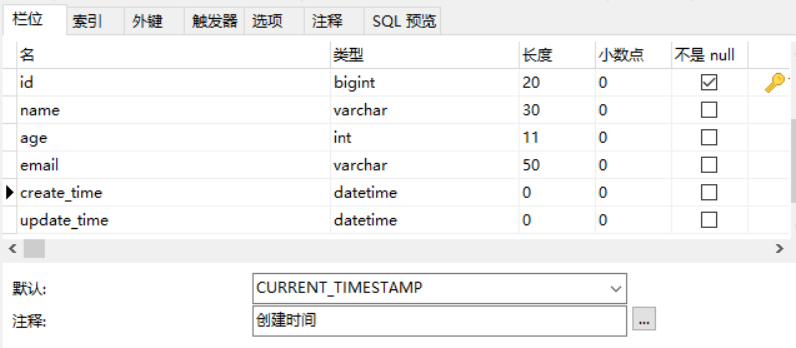 栏位 索引 外键 触发器 选项 注释 SQL 预览
名 类型 长度 小数点 不是 null
id bigint 20 0
name varchar 30 0
age int 11 0
email varchar 50 0
create_time datetime 0 0
update_time datetime 0 0
默认: CURRENT_TIMESTAMP
注释: 创建时间 ...